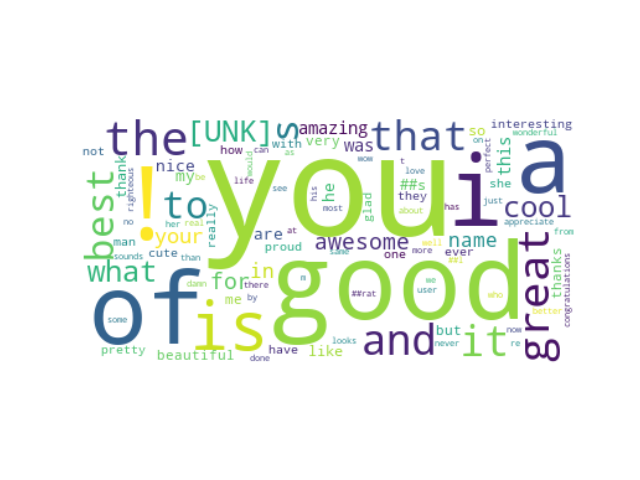 the [UNK] s amazing that so interesting
not how with very was on wonderful
thank nice as wow perfect this a
righteous my be life would see his he ##s t love she
best ! to you i cool
no her really most glad they about has just appreciate
man your are proud at awesome name from
sounds cute than same one more ever well ##i
what for in there m me thanks
of is good and it great
some damn me by ##rat user who better congratulations
but now
pretty beautiful done have looks like never re